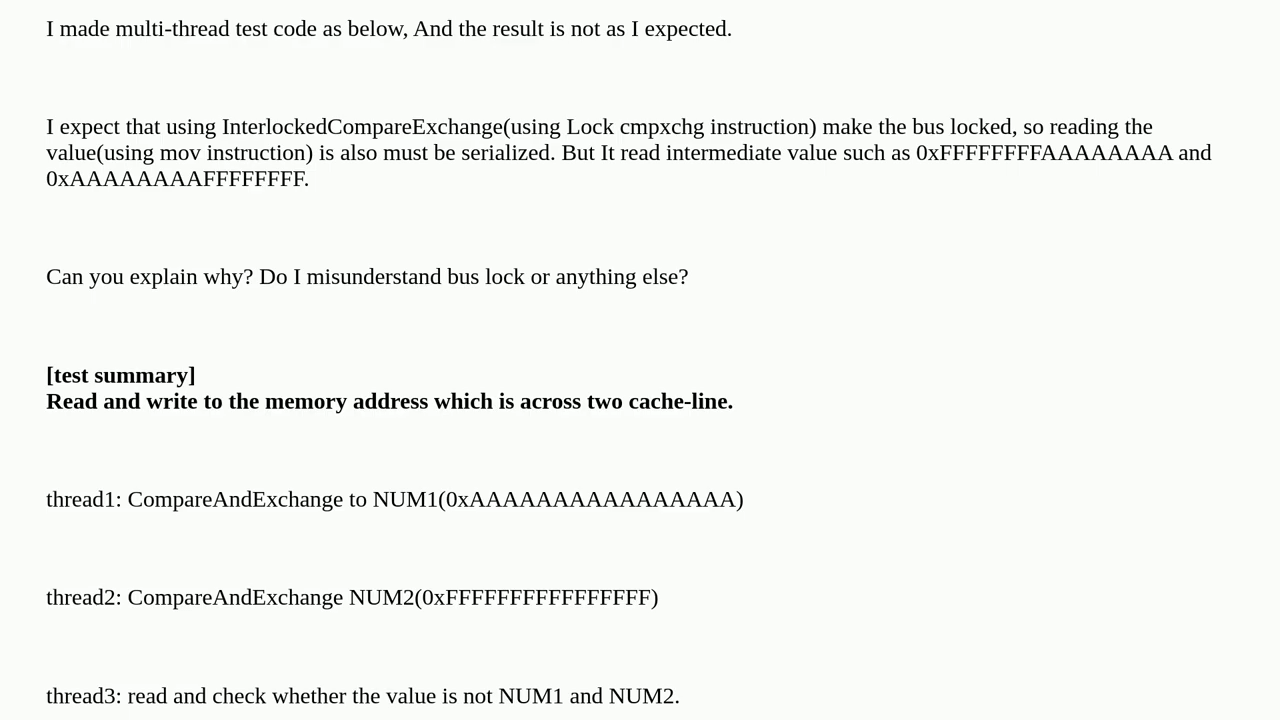 I made multi-thread test code as below, And the result is not as I expected.
I expect that using InterlockedCompareExchange(using Lock cmpxchg instruction) make the bus locked, so reading the
value(using mov instruction) is also must be serialized. But It read intermediate value such as 0xFFFFFFFFAAAAAAAA and
0xAAAAAAAAFFFFFFFF.
Can you explain why? Do I misunderstand bus lock or anything else?
[test summary]
Read and write to the memory address which is across two cache-line.
thread1: CompareAndExchange to NUM1(0xAAAAAAAAAAAAAAAA)
thread2: CompareAndExchange NUM2(0xFFFFFFFFFFFFFFFF)
thread3: read and check whether the value is not NUM1 and NUM2.